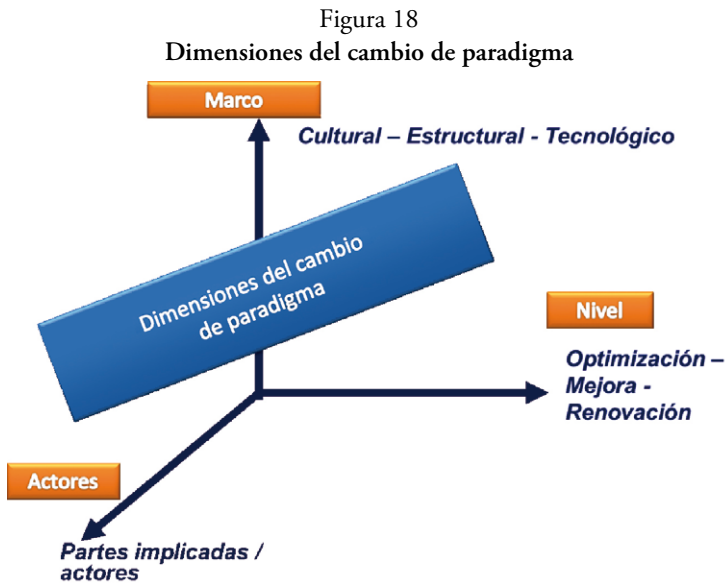 Figura 18
Dimensiones del cambio de paradigma
Marco
Cultural – Estructural - Tecnológico
Dimensiones del cambio
de paradigma
Nivel
Optimización –
Mejora -
Renovación
Actores
Partes implicadas /
actores